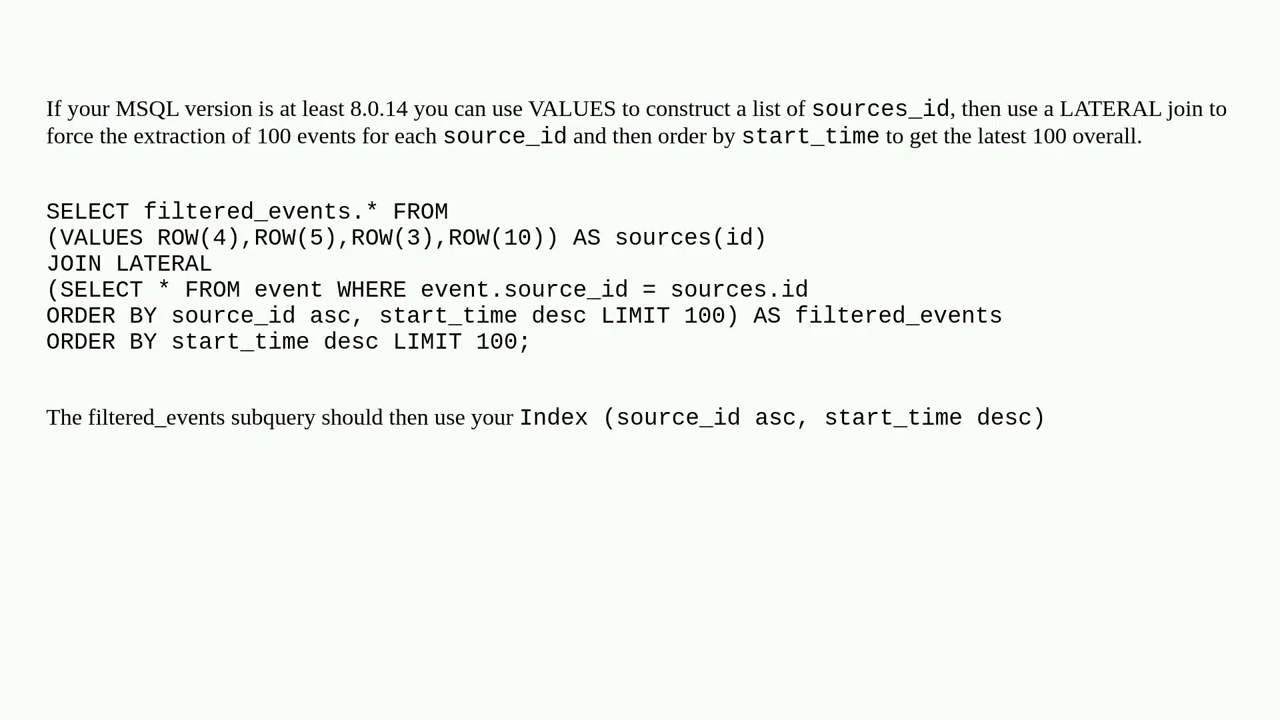 If your MSQL version is at least 8.0.14 you can use VALUES to construct a list of sources_id, then use a LATERAL join to
force the extraction of 100 events for each source_id and then order by start_time to get the latest 100 overall.
SELECT filtered_events.* FROM
(VALUES ROW(4),ROW(5),ROW(3),ROW(10)) AS sources(id)
JOIN LATERAL
(SELECT * FROM event WHERE event.source_id = sources.id
ORDER BY source_id asc, start_time desc LIMIT 100) AS filtered_events
ORDER BY start_time desc LIMIT 100;
The filtered_events subquery should then use your Index (source_id asc, start_time desc)